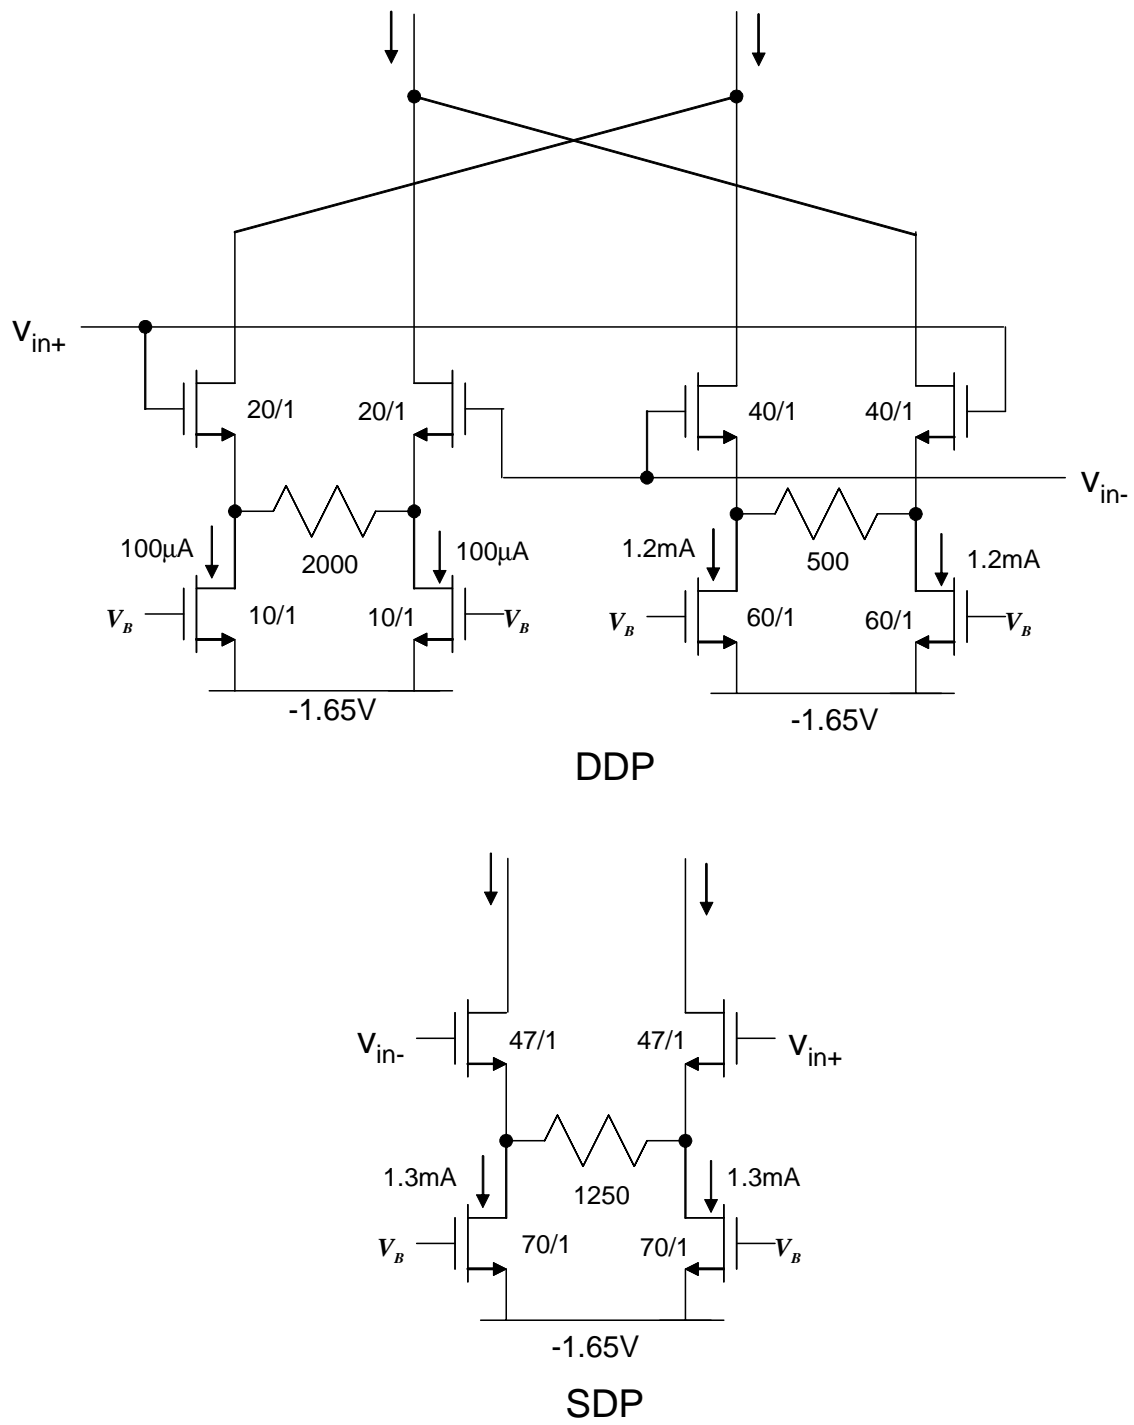 Vin+
20/1 20/1 40/1 40/1
Vin-
100μA 2000 100μA 1.2mA 500 1.2mA
VB 10/1 10/1 VB VB 60/1 60/1 VB
-1.65V -1.65V
DDP
Vin- 47/1 47/1 Vin+
1.3mA 1250 1.3mA
VB 70/1 70/1 VB
-1.65V
SDP